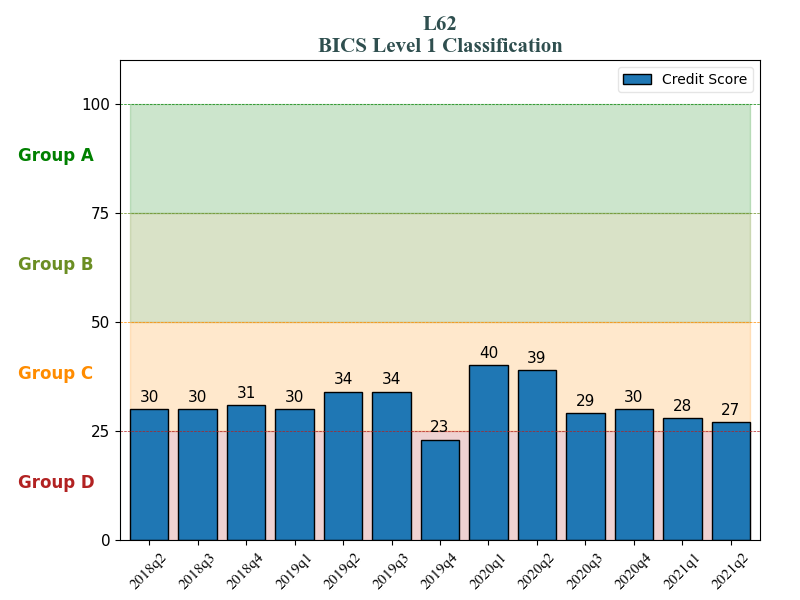 L62
BICS Level 1 Classification
Credit Score
100
Group A
75
Group B
50
Group C
25
Group D
0
30
30
31
30
34
34
23
40
39
29
30
28
27
2018q2
2018q3
2018q4
2019q1
2019q2
2019q3
2019q4
2020q1
2020q2
2020q3
2020q4
2021q1
2021q2